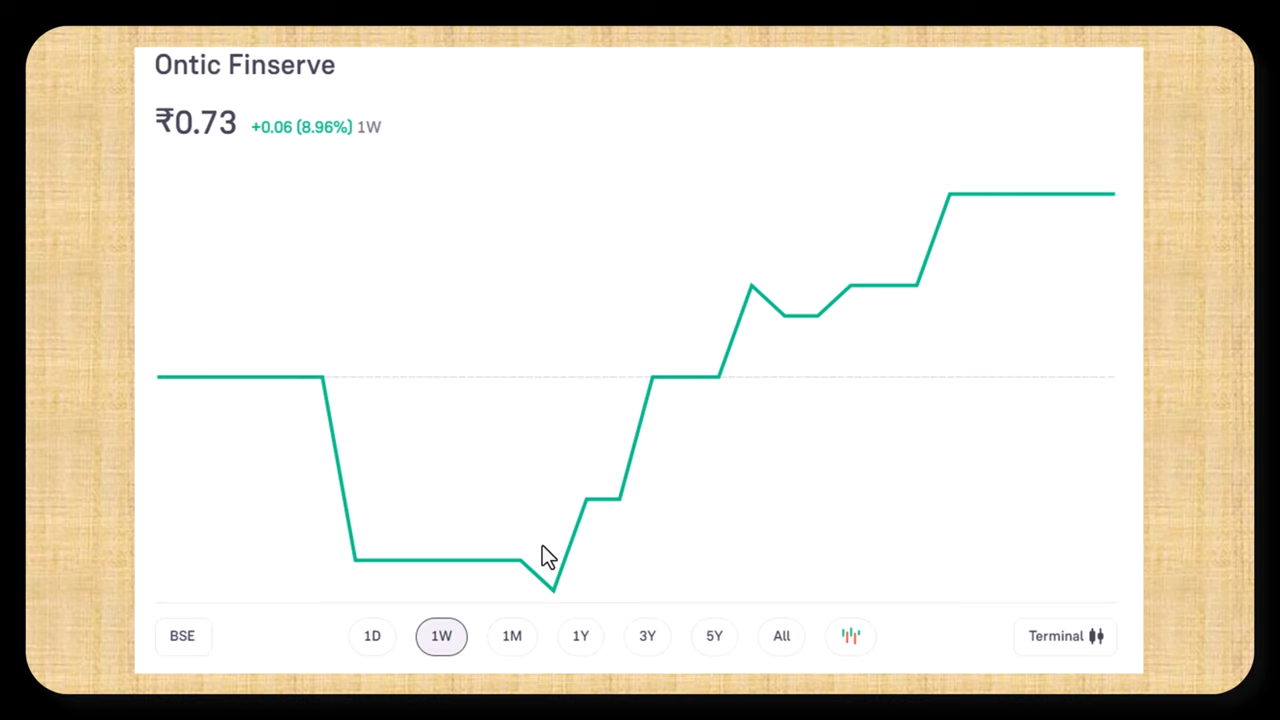 Ontic Finserve
₹0.73 +0.06 (8.96%) 1W
BSE 1D 1W 1M 1Y 3Y 5Y All Terminal